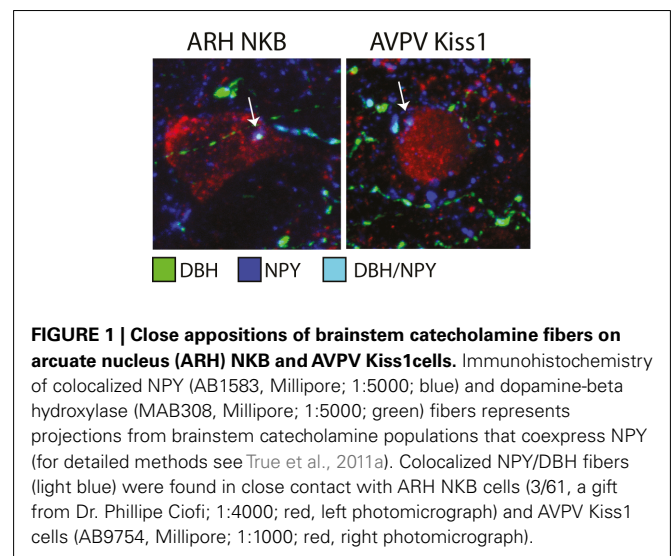 ARH NKB AVPV Kiss1
DBH NPY DBH/NPY
FIGURE 1 | Close appositions of brainstem catecholamine fibers on
arcuate nucleus (ARH) NKB and AVPV Kiss1cells. Immunohistochemistry
of colocalized NPY (AB1583, Millipore; 1:5000; blue) and dopamine-beta
hydroxylase (MAB308, Millipore; 1:5000; green) fibers represents
projections from brainstem catecholamine populations that coexpress NPY
(for detailed methods see True et al., 2011a). Colocalized NPY/DBH fibers
(light blue) were found in close contact with ARH NKB cells (3/61, a gift
from Dr. Phillipe Ciofi; 1:4000; red, left photomicrograph) and AVPV Kiss1
cells (AB9754, Millipore; 1:1000; red, right photomicrograph).